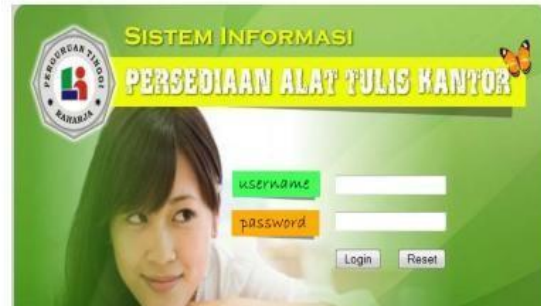 SISTEM INFORMASI
PERSEDIAAN ALAT TULIS KANTOR
PERGURUAN TINGGI
RAHARJA
username
password
Login Reset